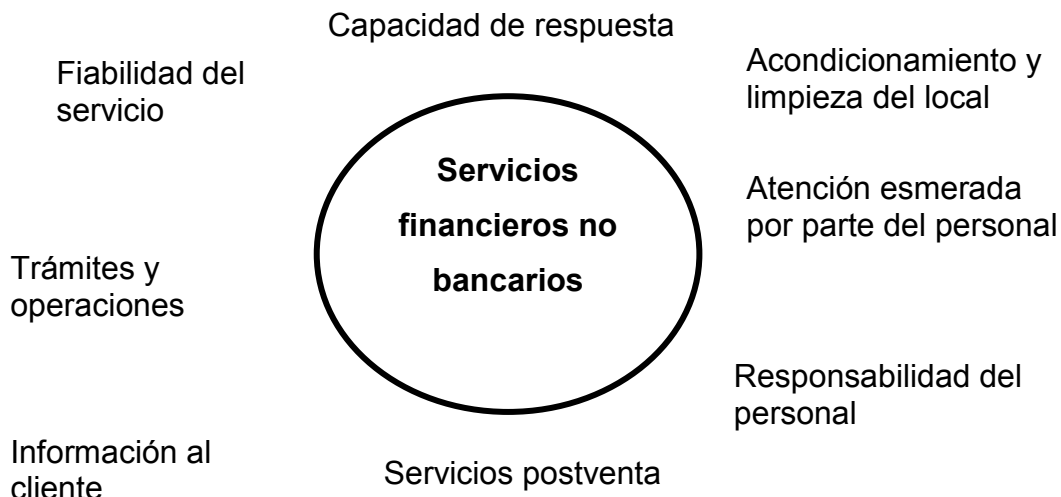 Capacidad de respuesta
Fiabilidad del
servicio
Acondicionamiento y
limpieza del local
Servicios
financieros no
bancarios
Atención esmerada
por parte del personal
Trámites y
operaciones
Responsabilidad del
personal
Información al
cliente
Servicios postventa